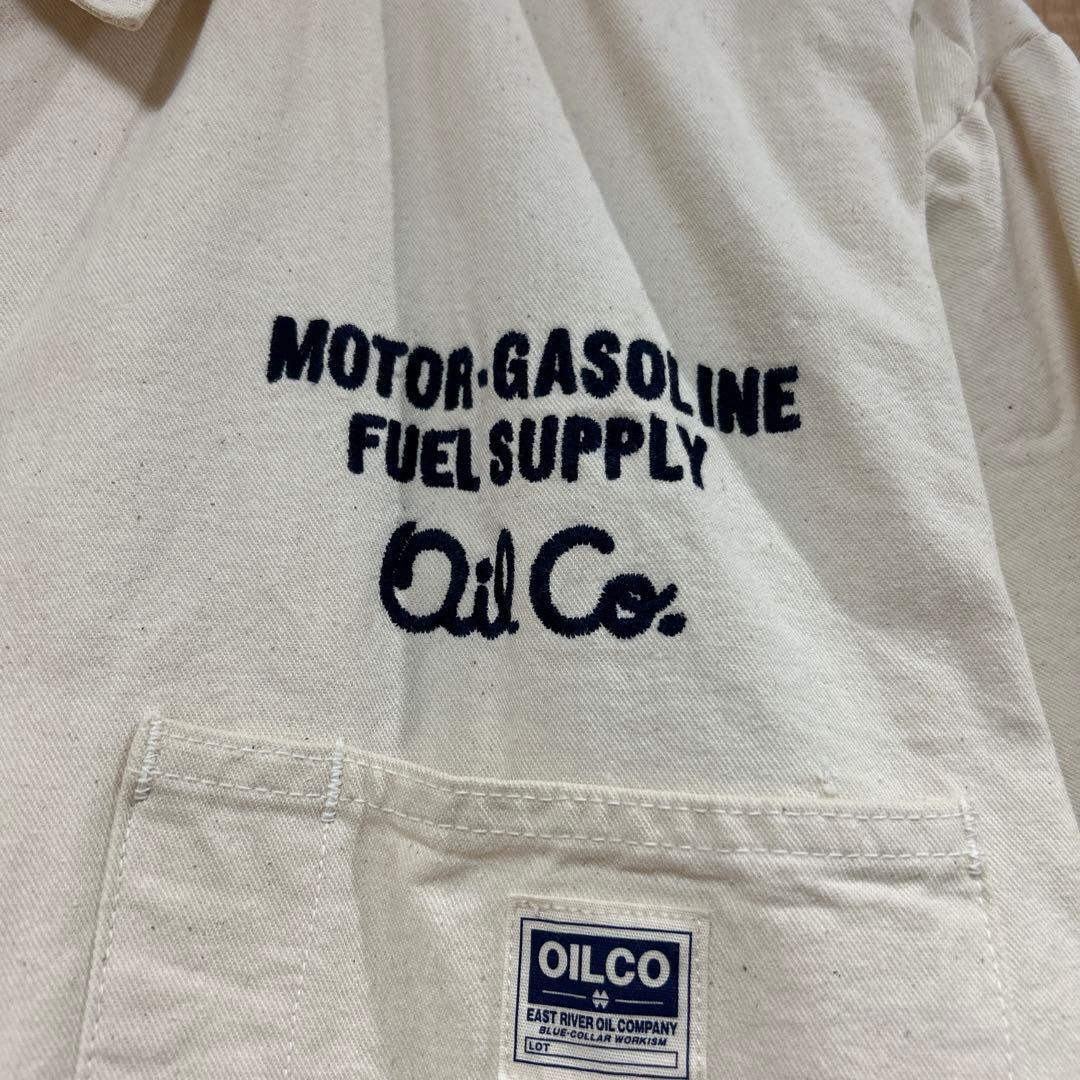 MOTOR·GASOLINE
FUEL SUPPLY
Oil Co.
OILCO
EAST RIVER OIL COMPANY
BLUE-COLLAR WORKISM
LOT